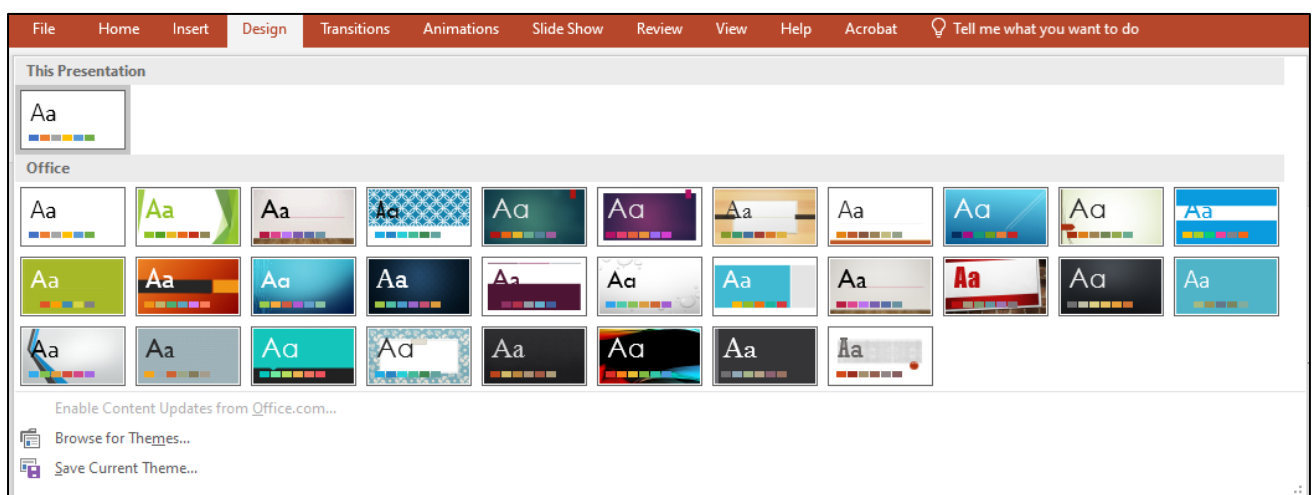 File Home Insert Design Transitions Animations Slide Show Review View Help Acrobat Tell me what you want to do
This Presentation
Aa
Office
Aa Aa Aa Aa Aa Aa Aa Aa Aa Aa Aa
Aa Aa Aa Aa Aa Aa Aa Aa Aa Aa Aa
Aa Aa Aa Aa Aa Aa Aa Aa
Enable Content Updates from Office.com...
Browse for Themes...
Save Current Theme...